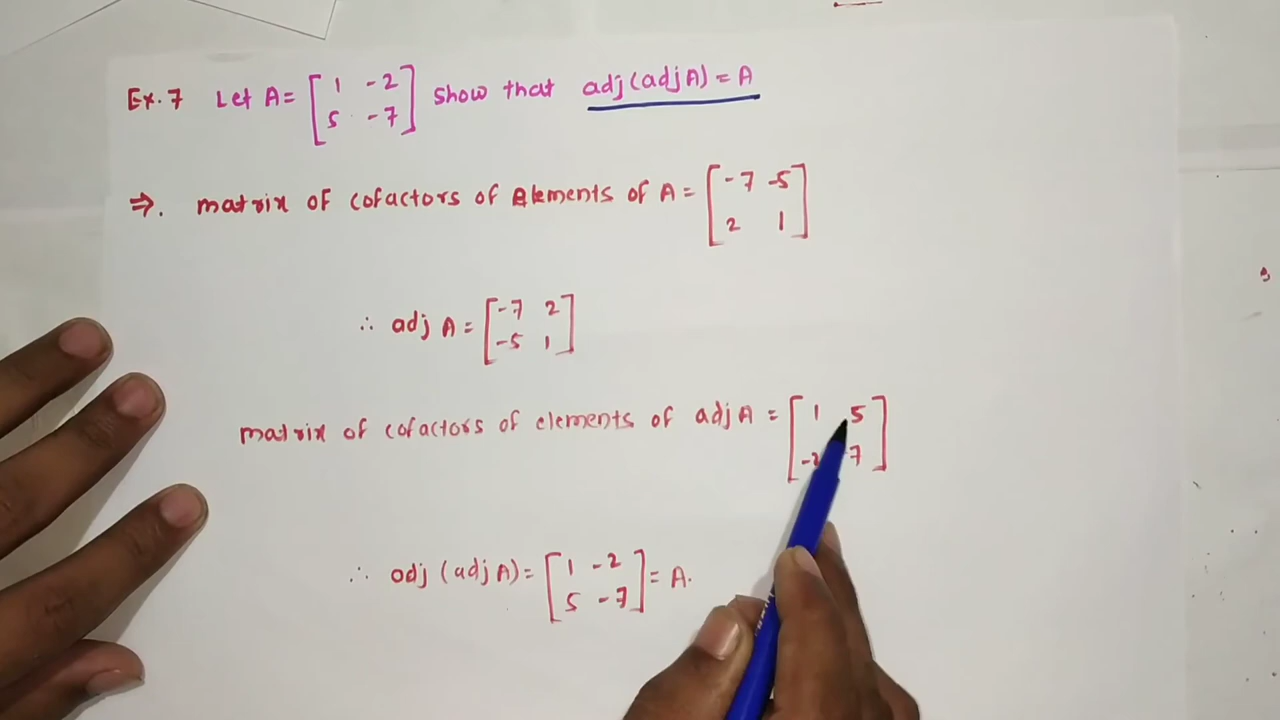 Ex. 7 Let A = [ 1 -2 ; 5 -7 ] show that adj(adj A) = A
⇒. matrix of cofactors of elements of A = [ -7 -5 ; 2 1 ]
∴ adj A = [ -7 2 ; -5 1 ]
matrix of cofactors of elements of adj A = [ 1 5 ; 7 ]
∴ adj (adj A) = [ 1 -2 ; 5 -7 ] = A.